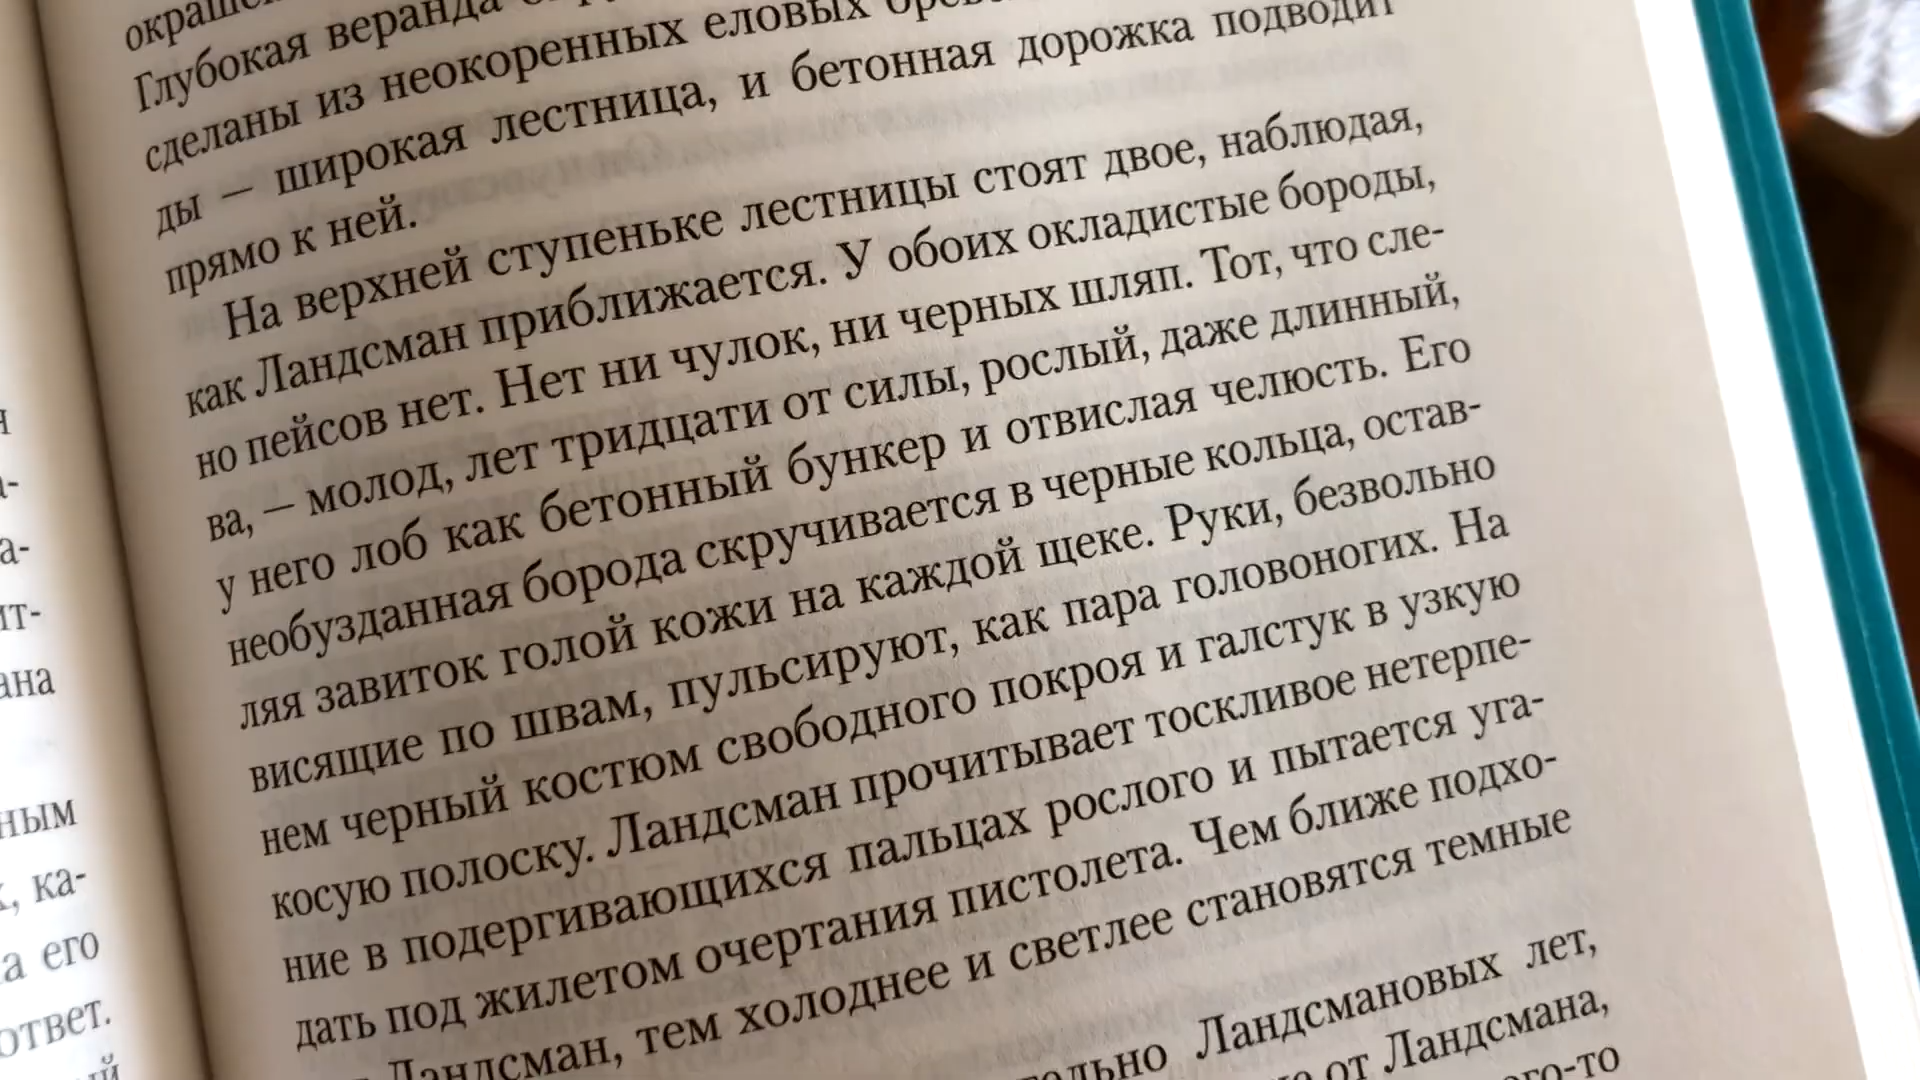 Глубокая веранда
сделаны из неокоренных еловых
ды — широкая лестница, и бетонная дорожка подводит
прямо к ней.
На верхней ступеньке лестницы стоят двое, наблюдая,
как Ландсман приближается. У обоих окладистые бороды,
но пейсов нет. Нет ни чулок, ни черных шляп. Тот, что сле-
ва, — молод, лет тридцати от силы, рослый, даже длинный,
у него лоб как бетонный бункер и отвислая челюсть. Его
необузданная борода скручивается в черные кольца, остав-
ляя завиток голой кожи на каждой щеке. Руки, безвольно
висящие по швам, пульсируют, как пара головоногих. На
нем черный костюм свободного покроя и галстук в узкую
косую полоску. Ландсман прочитывает тоскливое нетерпе-
ние в подергивающихся пальцах рослого и пытается уга-
дать под жилетом очертания пистолета. Чем ближе подхо-
Ландсман, тем холоднее и светлее становятся темные
Ландсмановых лет,
от Ландсмана,
ана
ным
ка-
а его
ответ.